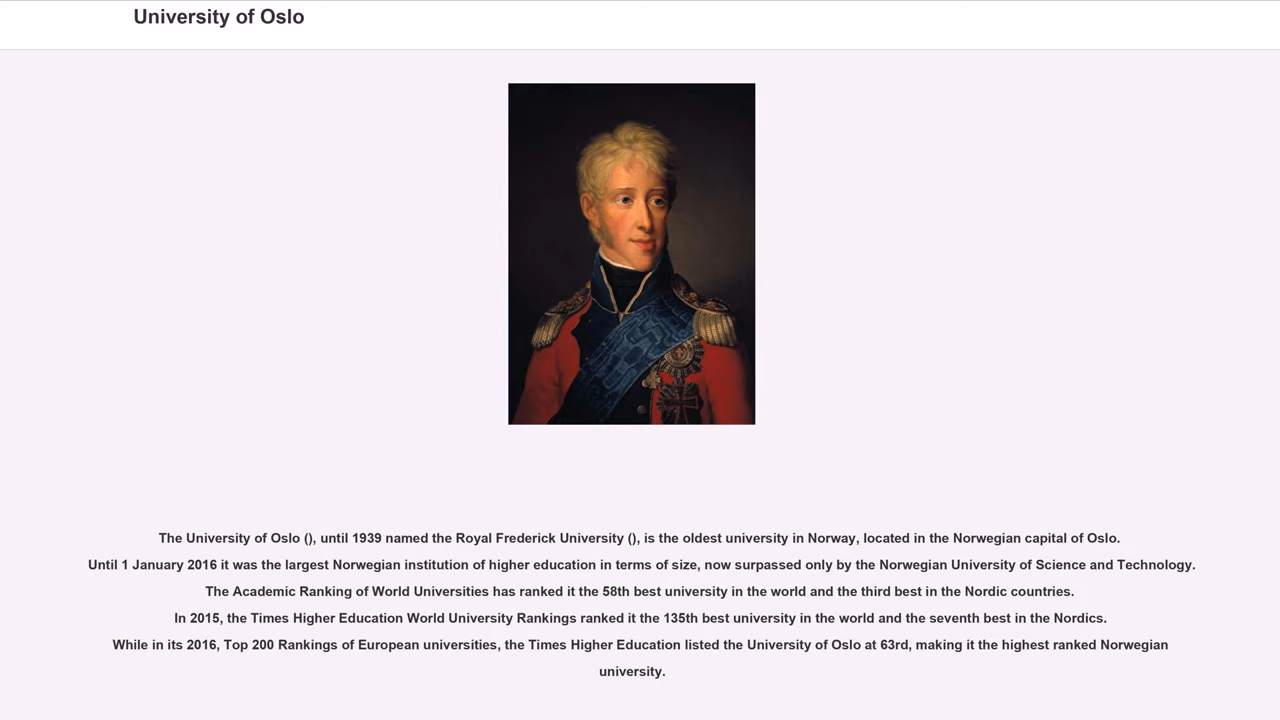 University of Oslo
The University of Oslo (), until 1939 named the Royal Frederick University (), is the oldest university in Norway, located in the Norwegian capital of Oslo.
Until 1 January 2016 it was the largest Norwegian institution of higher education in terms of size, now surpassed only by the Norwegian University of Science and Technology.
The Academic Ranking of World Universities has ranked it the 58th best university in the world and the third best in the Nordic countries.
In 2015, the Times Higher Education World University Rankings ranked it the 135th best university in the world and the seventh best in the Nordics.
While in its 2016, Top 200 Rankings of European universities, the Times Higher Education listed the University of Oslo at 63rd, making it the highest ranked Norwegian
university.